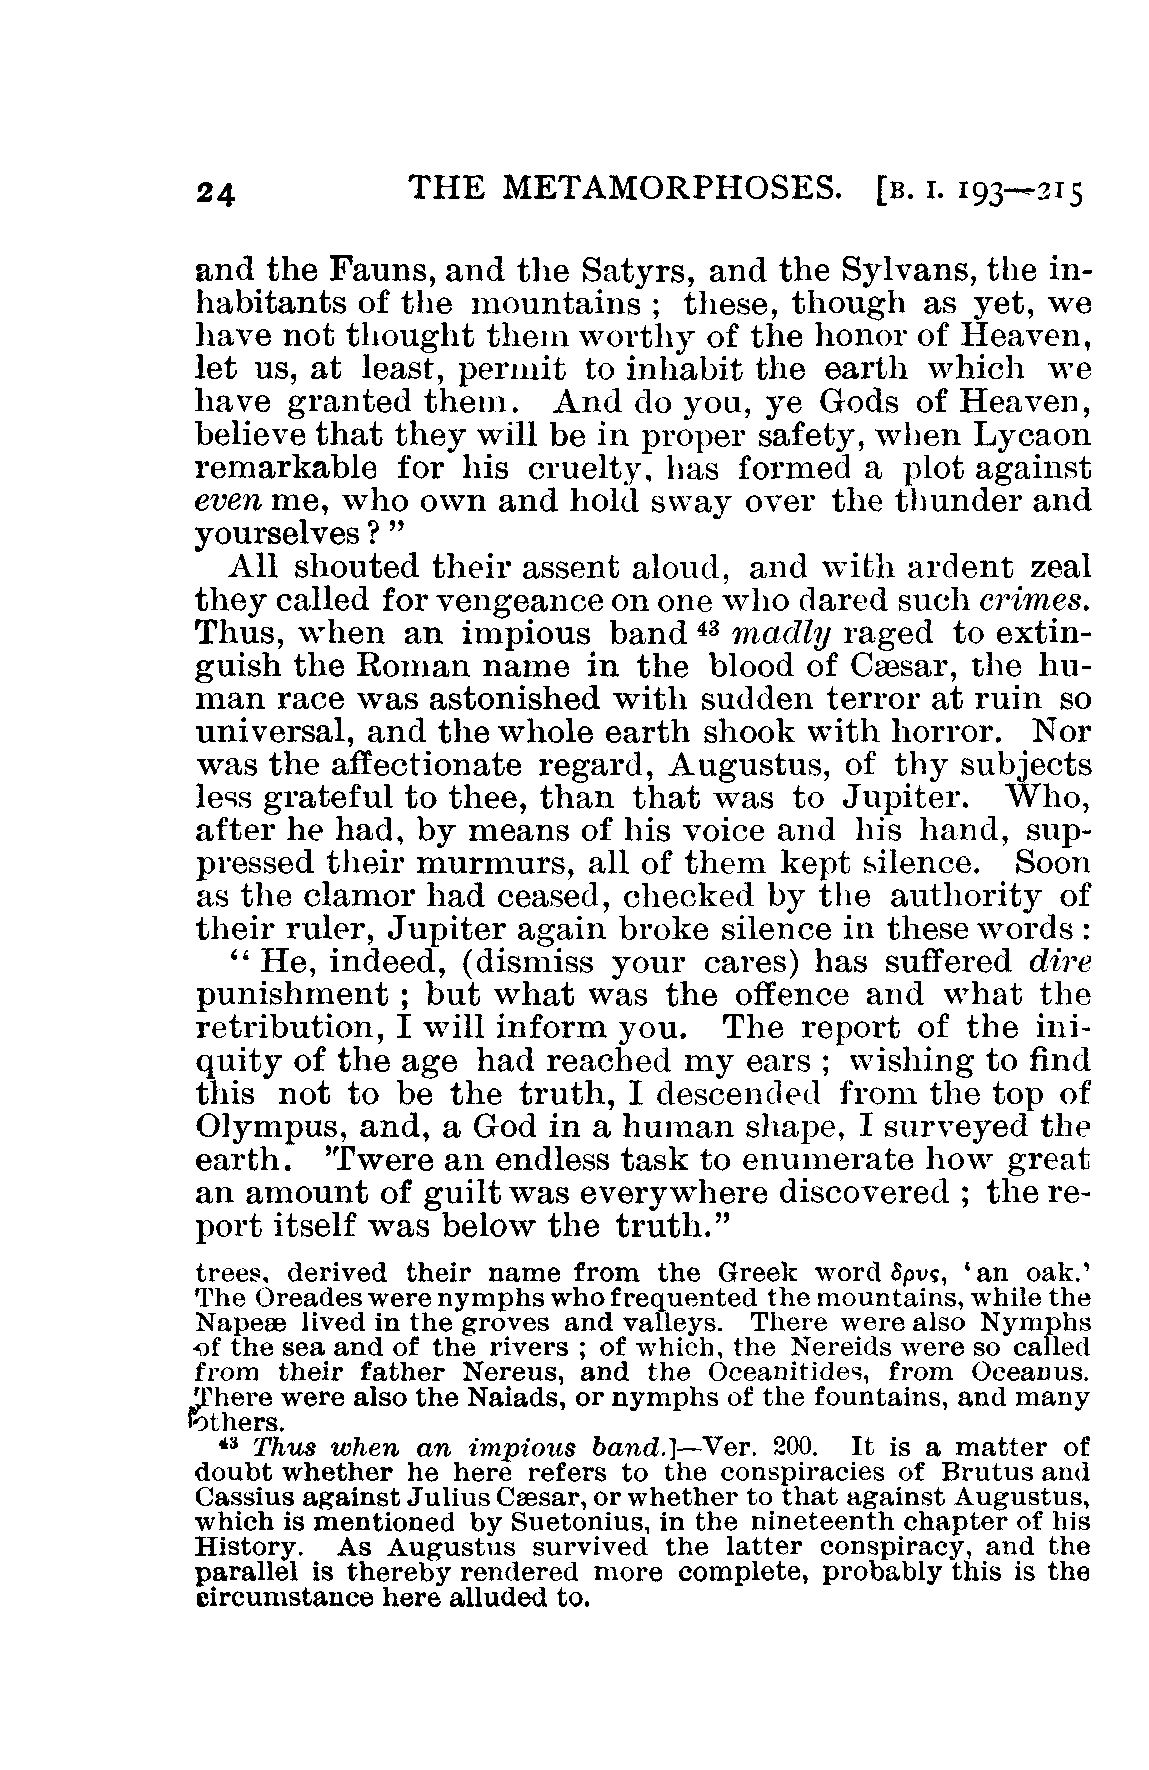 24 THE METAMORPHOSES. [B. I. 193—215
and the Fauns, and the Satyrs, and the Sylvans, the in-
habitants of the mountains ; these, though as yet, we
have not thought them worthy of the honor of Heaven,
let us, at least, permit to inhabit the earth which we
have granted them. And do you, ye Gods of Heaven,
believe that they will be in proper safety, when Lycaon
remarkable for his cruelty, has formed a plot against
even me, who own and hold sway over the thunder and
yourselves ? ”
All shouted their assent aloud, and with ardent zeal
they called for vengeance on one who dared such crimes.
Thus, when an impious band 43 madly raged to extin-
guish the Roman name in the blood of Cæsar, the hu-
man race was astonished with sudden terror at ruin so
universal, and the whole earth shook with horror. Nor
was the affectionate regard, Augustus, of thy subjects
less grateful to thee, than that was to Jupiter. Who,
after he had, by means of his voice and his hand, sup-
pressed their murmurs, all of them kept silence. Soon
as the clamor had ceased, checked by the authority of
their ruler, Jupiter again broke silence in these words :
“ He, indeed, (dismiss your cares) has suffered dire
punishment ; but what was the offence and what the
retribution, I will inform you. The report of the ini-
quity of the age had reached my ears ; wishing to find
this not to be the truth, I descended from the top of
Olympus, and, a God in a human shape, I surveyed the
earth. ’Twere an endless task to enumerate how great
an amount of guilt was everywhere discovered ; the re-
port itself was below the truth.”
trees, derived their name from the Greek word δρυς, ‘an oak.’
The Oreades were nymphs who frequented the mountains, while the
Napeæ lived in the groves and valleys. There were also Nymphs
of the sea and of the rivers ; of which, the Nereids were so called
from their father Nereus, and the Oceanitides, from Oceanus.
There were also the Naiads, or nymphs of the fountains, and many
others.
43 Thus when an impious band.]—Ver. 200. It is a matter of
doubt whether he here refers to the conspiracies of Brutus and
Cassius against Julius Cæsar, or whether to that against Augustus,
which is mentioned by Suetonius, in the nineteenth chapter of his
History. As Augustus survived the latter conspiracy, and the
parallel is thereby rendered more complete, probably this is the
circumstance here alluded to.